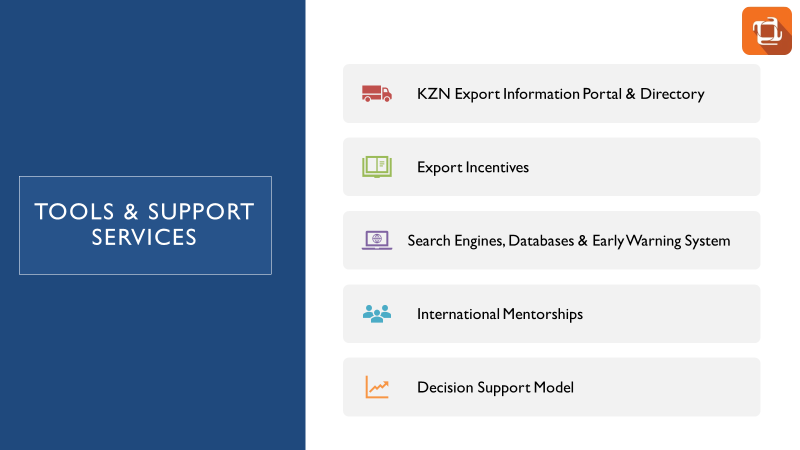 TOOLS & SUPPORT
SERVICES
KZN Export Information Portal & Directory
Export Incentives
Search Engines, Databases & Early Warning System
International Mentorships
Decision Support Model